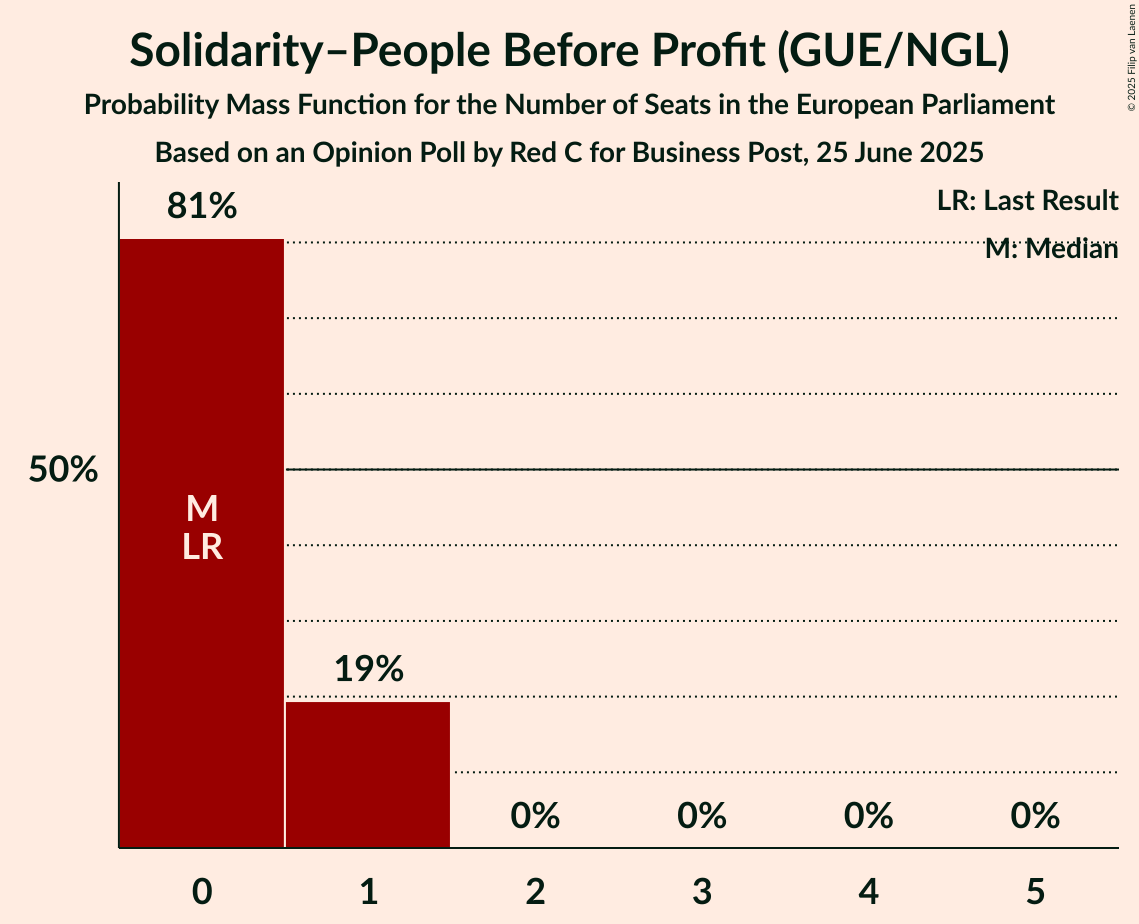 Solidarity–People Before Profit (GUE/NGL)
Probability Mass Function for the Number of Seats in the European Parliament
Based on an Opinion Poll by Red C for Business Post, 25 June 2025
© 2025 Filip van Laenen
LR: Last Result
M: Median
81%
50%
M
LR
19%
0%
0%
0%
0%
0
1
2
3
4
5